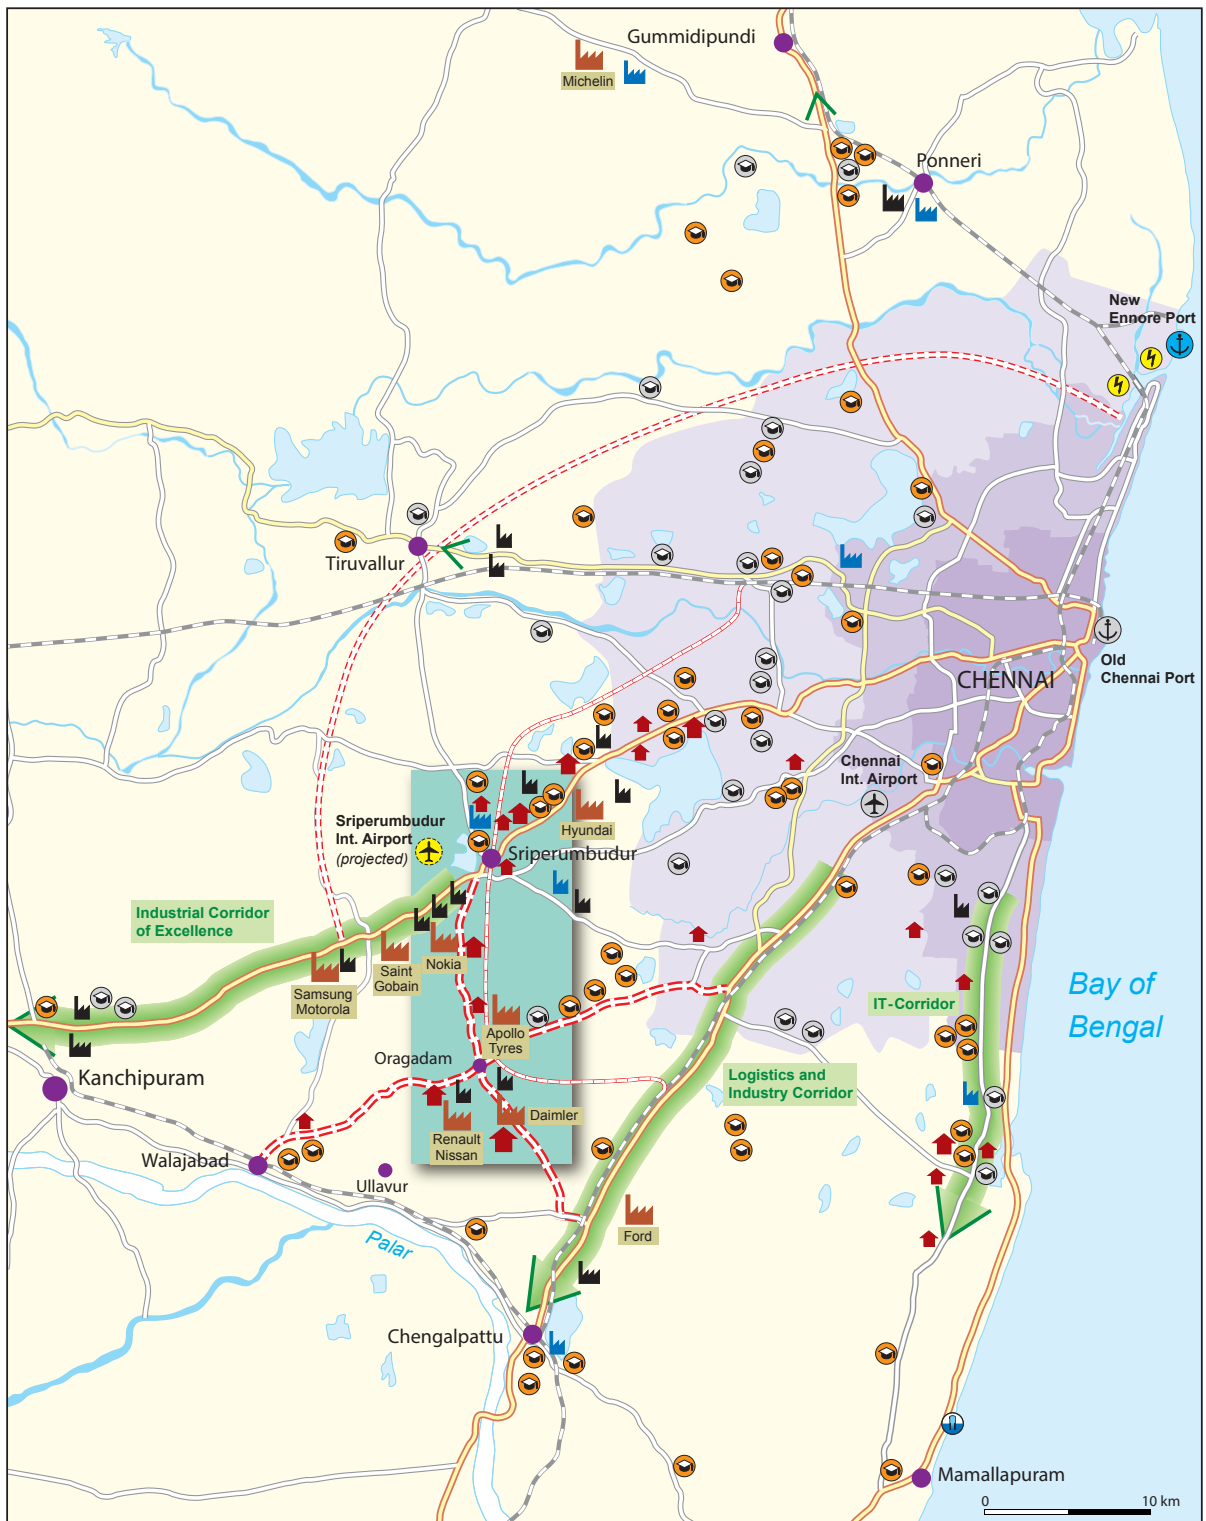 Gummidipundi
Michelin
Ponneri
New
Ennore Port
Tiruvallur
Old
Chennai Port
CHENNAI
Chennai
Int. Airport
Hyundai
Sriperumbudur
Int. Airport
(projected)
Sriperumbudur
Industrial Corridor
of Excellence
Nokia
Saint
Gobain
Samsung
Motorola
Bay of
Bengal
IT-Corridor
Apollo
Tyres
Oragadam
Kanchipuram
Logistics and
Industry Corridor
Daimler
Renault
Nissan
Walajabad
Ullavur
Palar
Ford
Chengalpattu
Mamallapuram
0 10 km